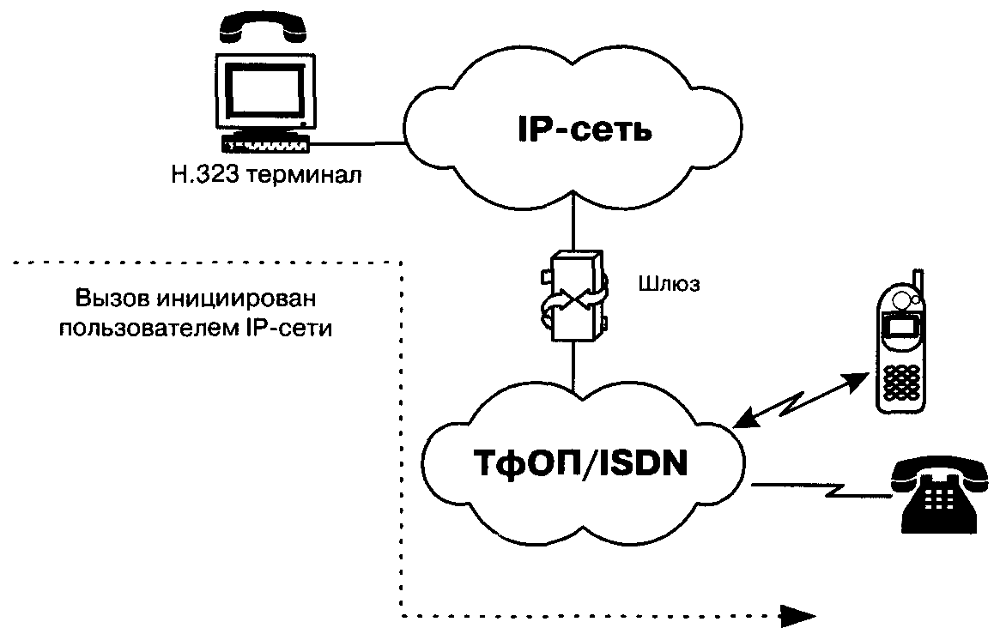 IP-сеть
H.323 терминал
Шлюз
Вызов инициирован
пользователем IP-сети
ТфОП/ISDN